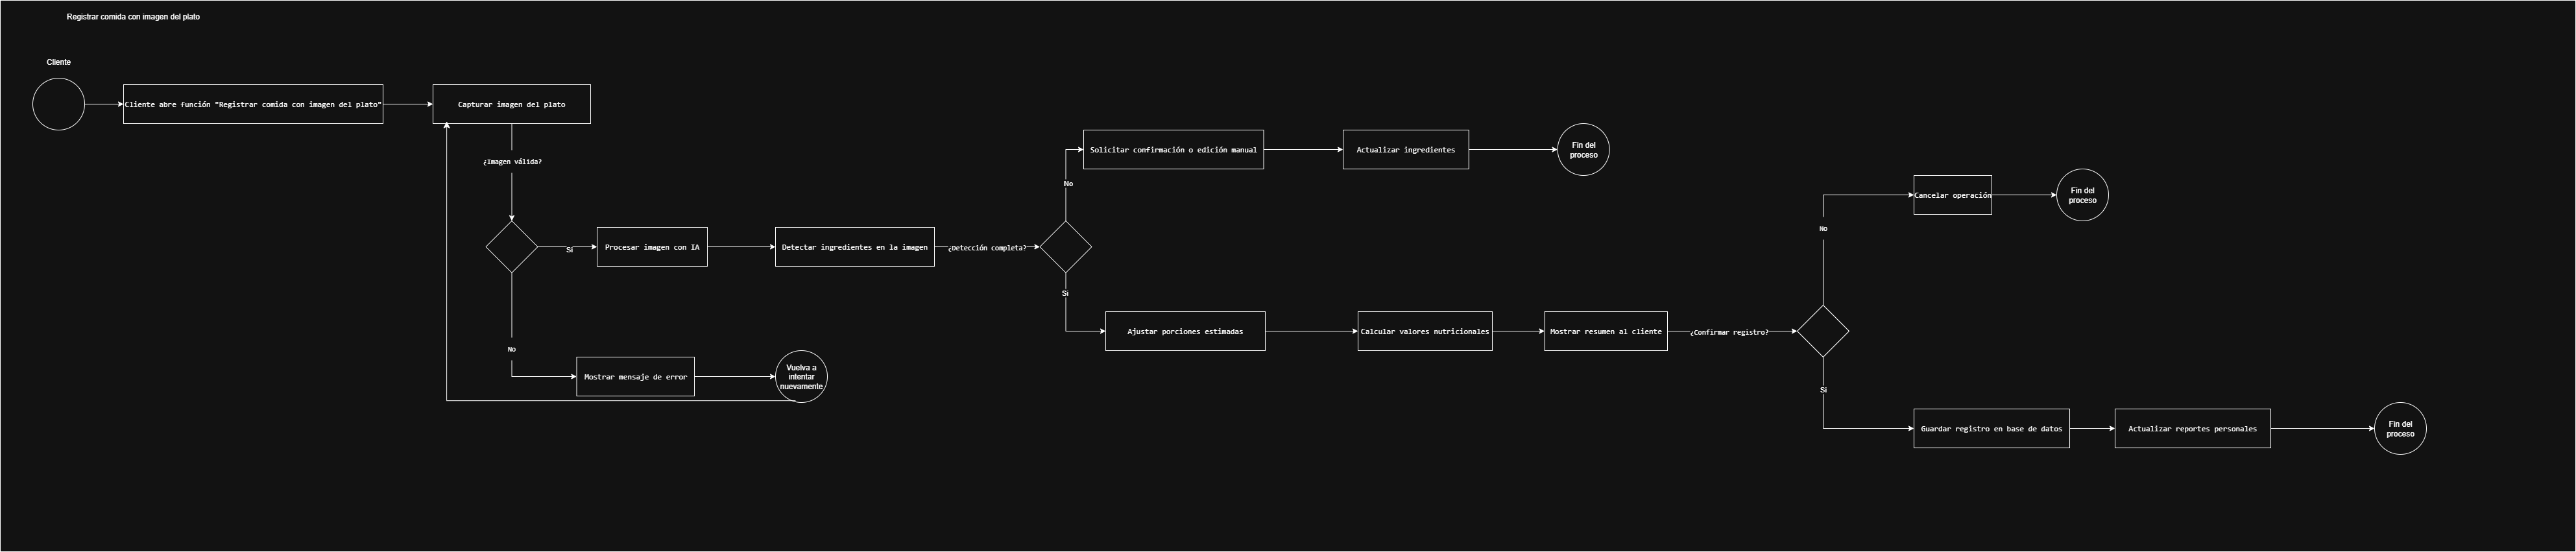 Registrar comida con imagen del plato
Cliente
Cliente abre función "Registrar comida con imagen del plato"
Capturar imagen del plato
¿Imagen válida?
Si
Procesar imagen con IA
Detectar ingredientes en la imagen
¿Detección completa?
No
Solicitar confirmación o edición manual
Actualizar ingredientes
Fin del
proceso
Si
Ajustar porciones estimadas
Calcular valores nutricionales
Mostrar resumen al cliente
¿Confirmar registro?
No
Cancelar operación
Fin del
proceso
Si
Guardar registro en base de datos
Actualizar reportes personales
Fin del
proceso
No
Mostrar mensaje de error
Vuelva a
intentar
nuevamente